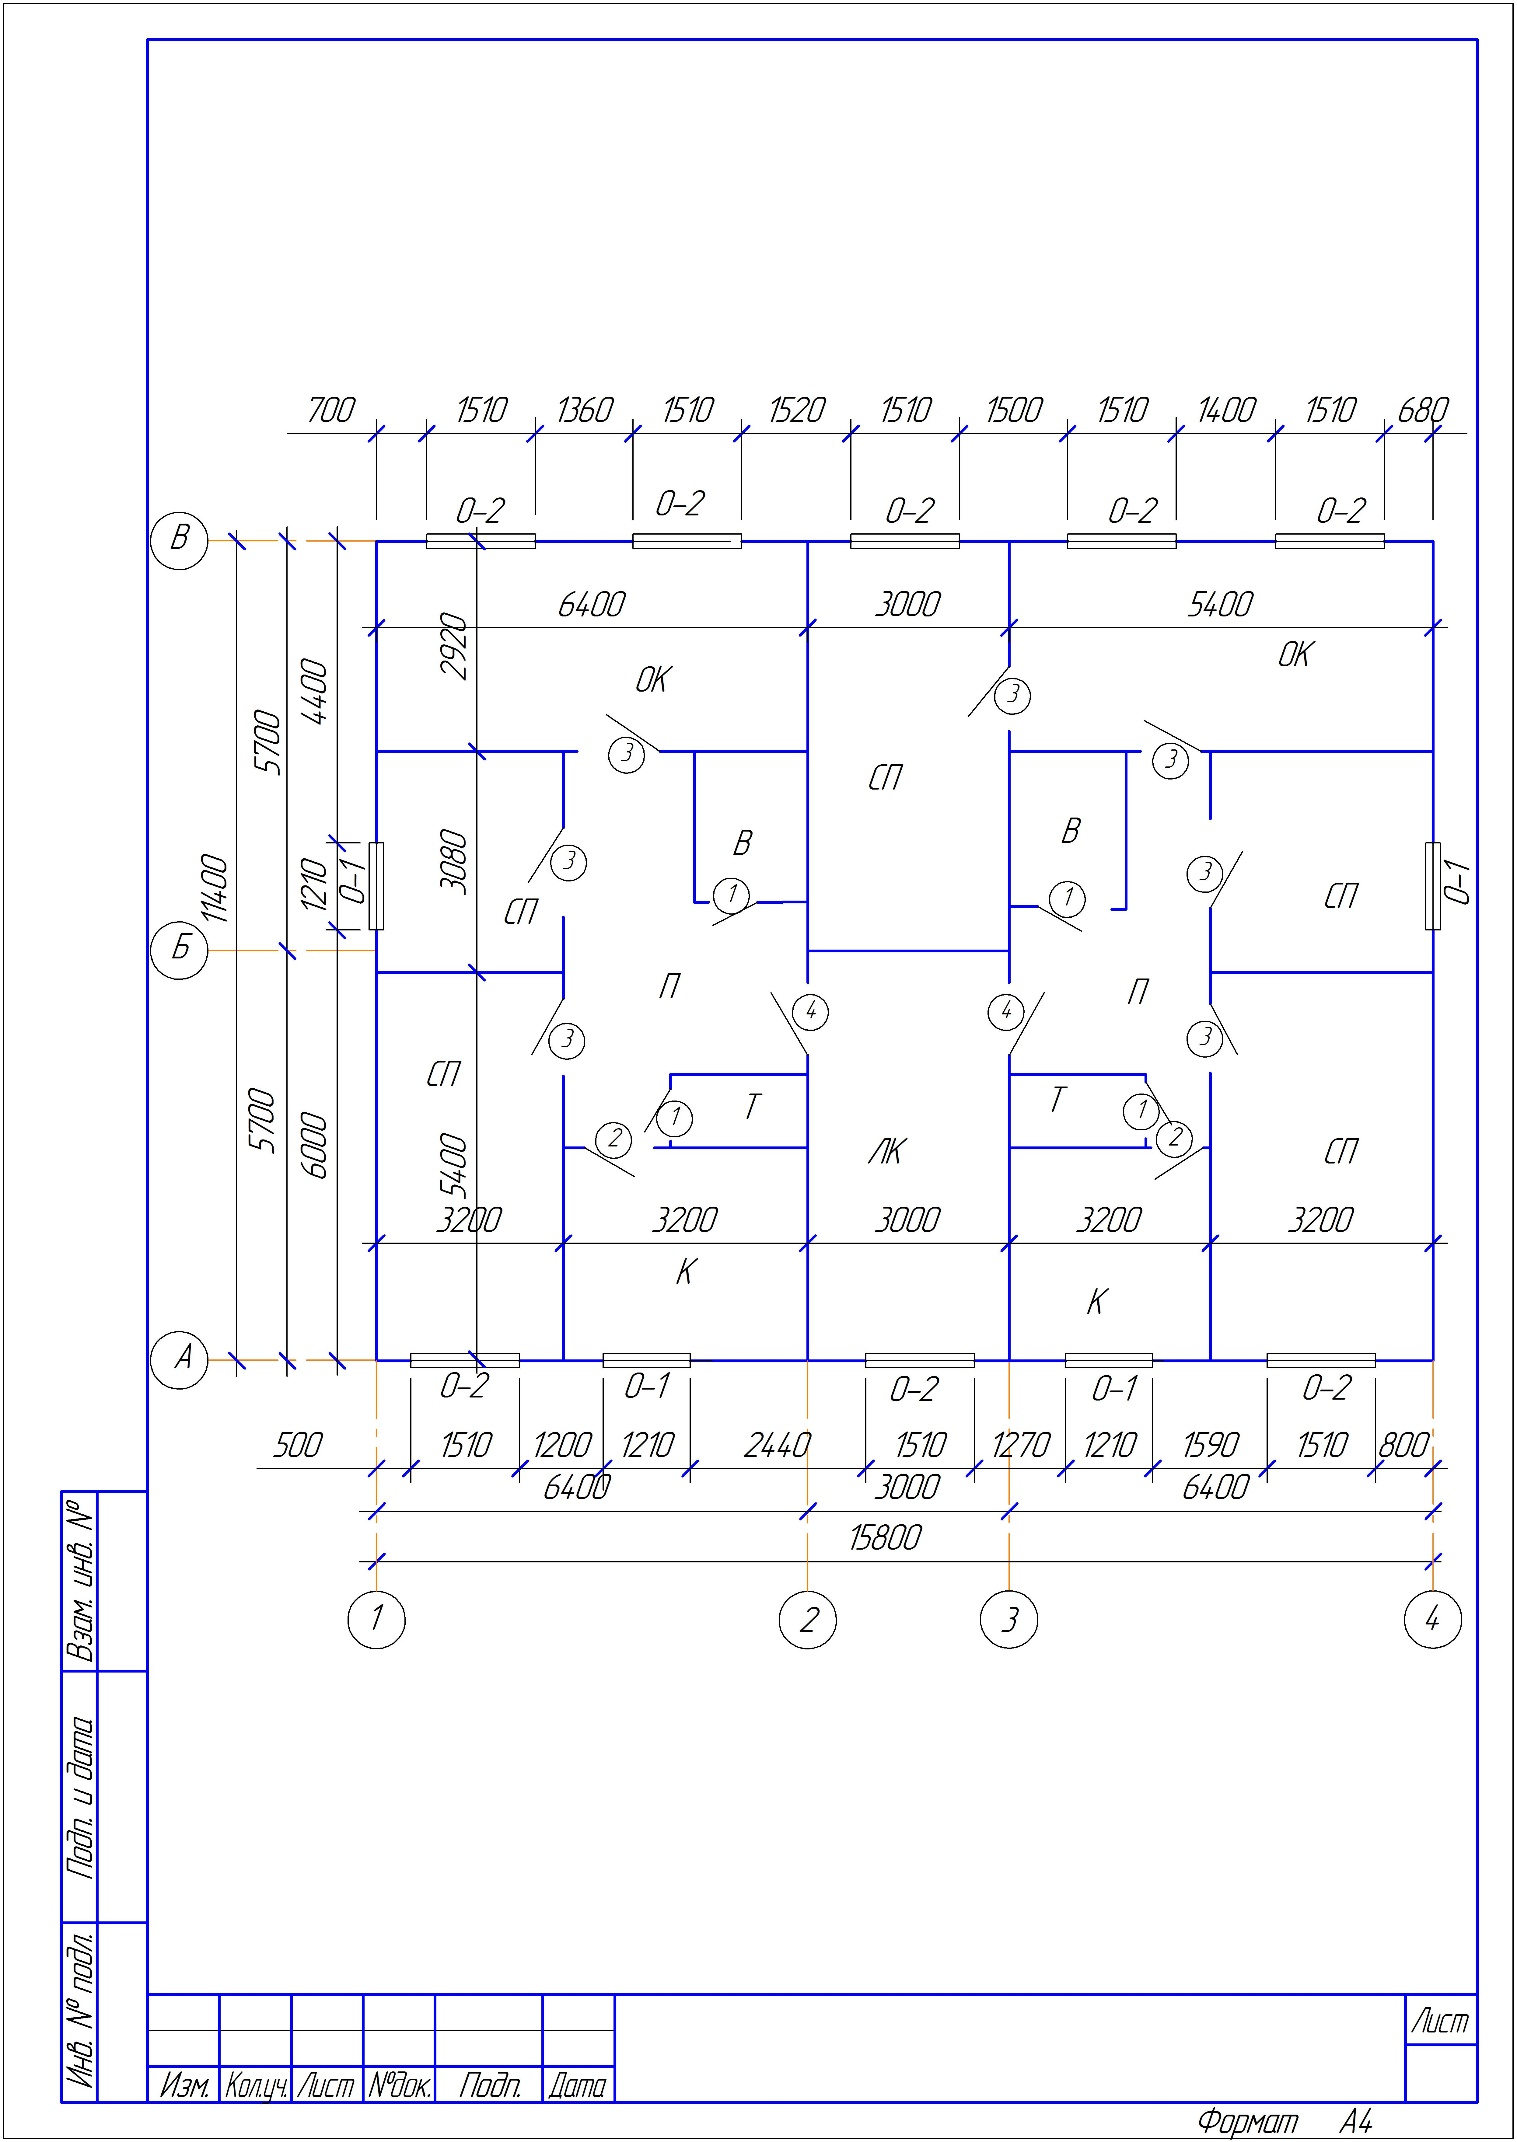 700 1510 1360 1510 1520 1510 1500 1510 1400 1510 680
О-2 О-2 О-2 О-2 О-2
В
6400 3000 5400
2920
4400
5700
ОК ОК
3
3 3
СП
В В
3080
3 3
11400
1210
О-1
О-1
1 1
СП СП
Б
П П
4 4
3 3
СП
5400
5700
6000
1 Т Т 1
2 2
ЛК
СП
3200 3200 3000 3200 3200
К К
А
О-2 О-1 О-2 О-1 О-2
500 1510 1200 1210 2440 1510 1270 1210 1590 1510 800
6400 3000 6400
15800
1 2 3 4
Взам. инв. №
Подп. и дата
Инв. № подл.
Изм. Кол.уч. Лист №док. Подп. Дата
Лист
Формат А4